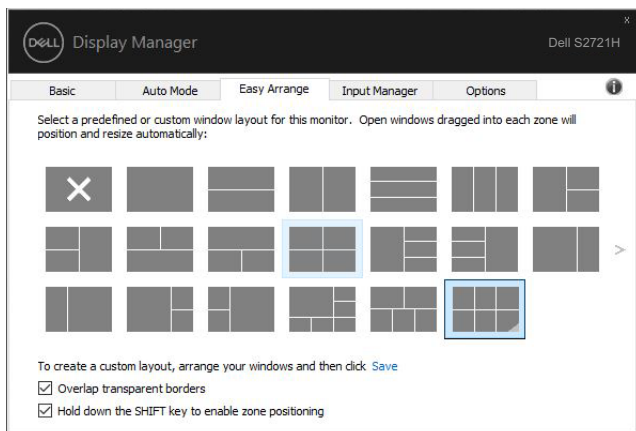 x
DELL Display Manager
Dell S2721H
Basic Auto Mode Easy Arrange Input Manager Options
Select a predefined or custom window layout for this monitor. Open windows dragged into each zone will
position and resize automatically:
To create a custom layout, arrange your windows and then click Save
Overlap transparent borders
Hold down the SHIFT key to enable zone positioning